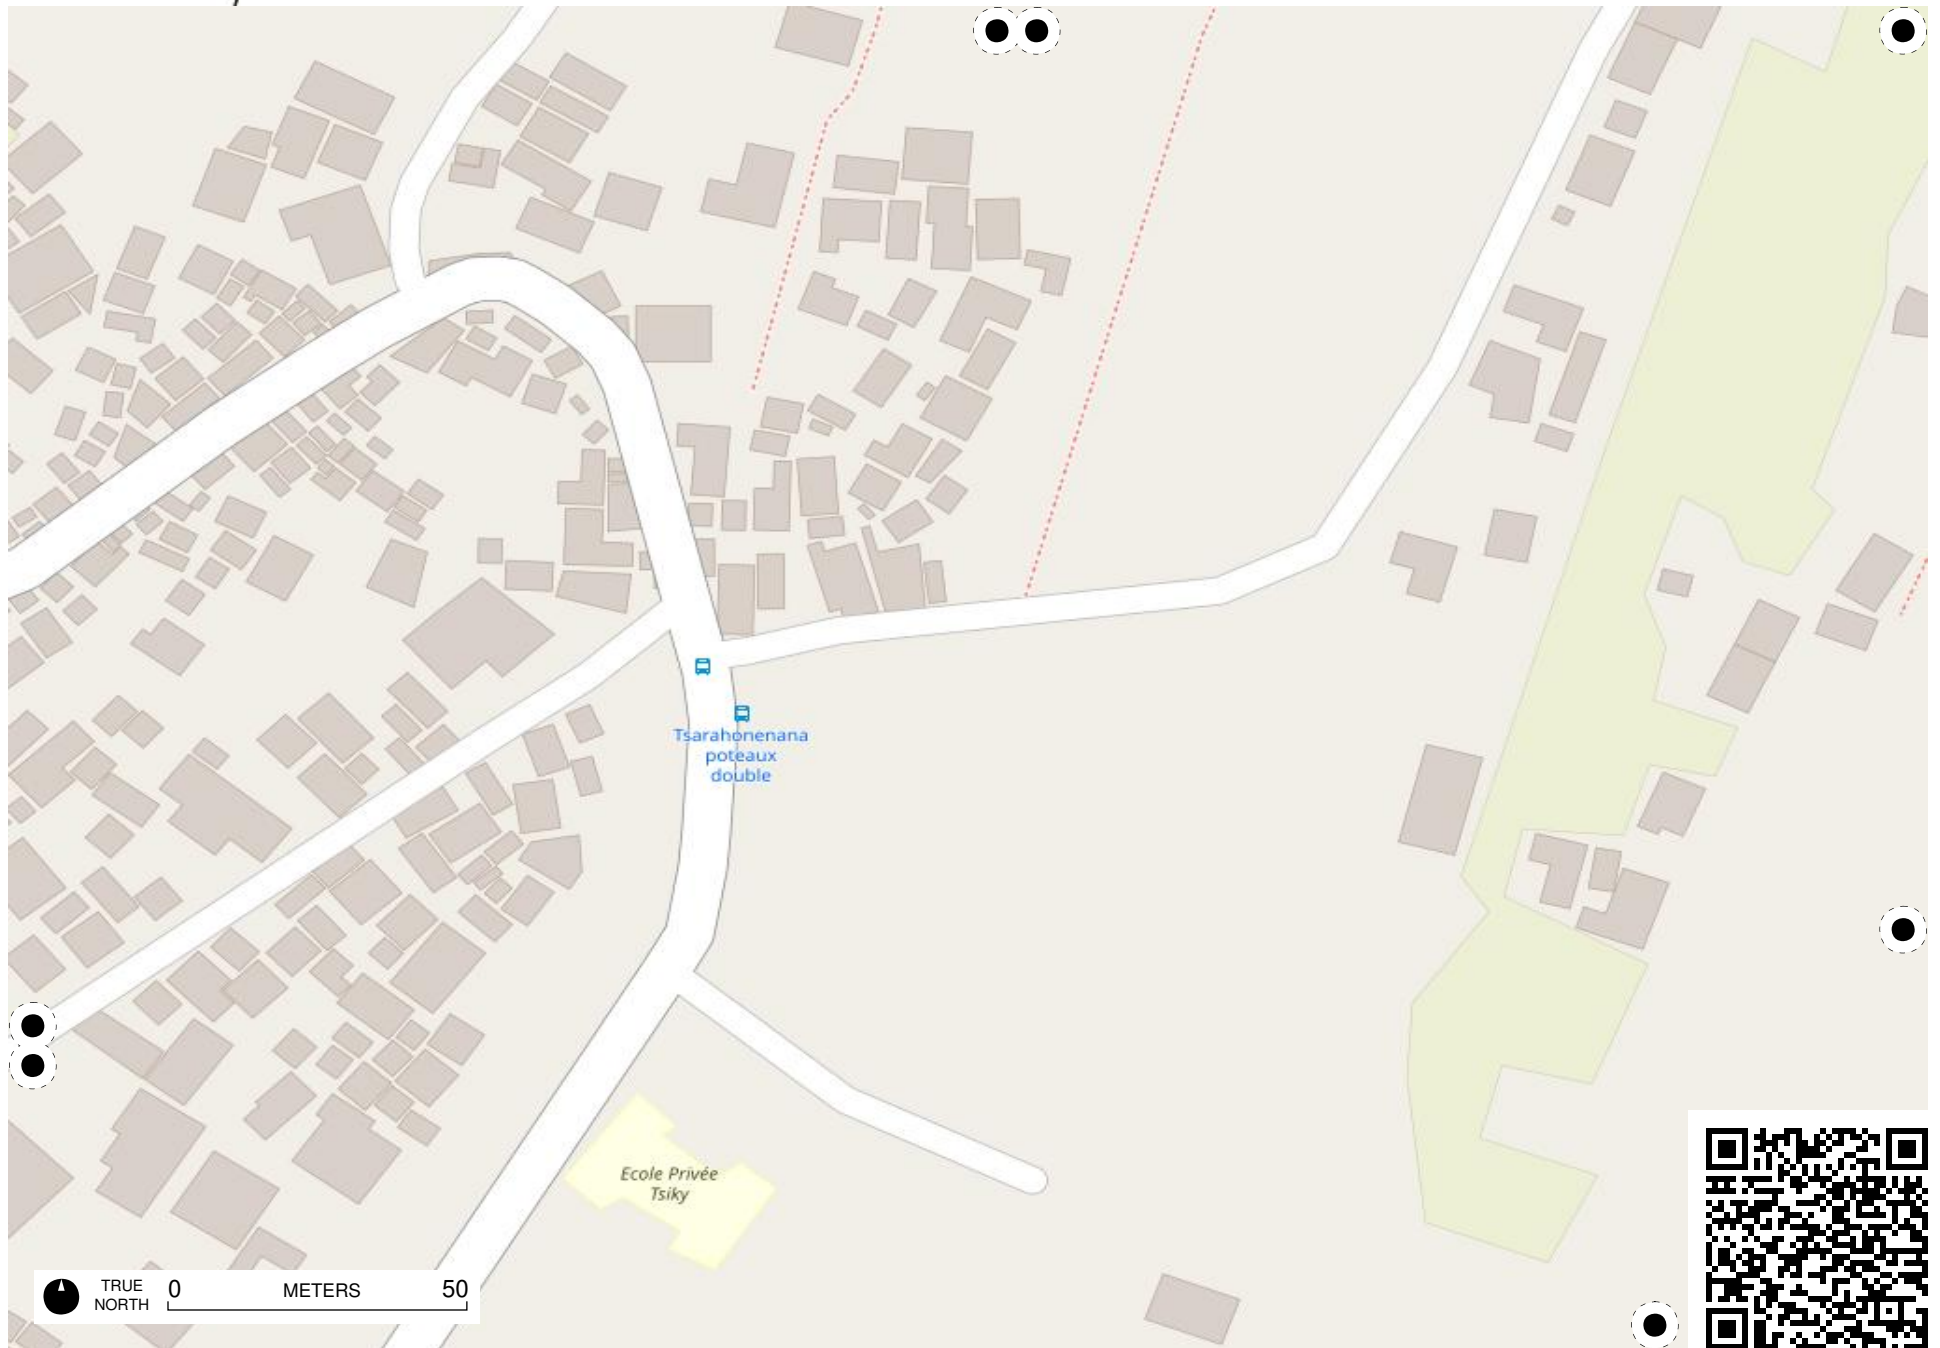 Tsarahonenana
poteaux
double
Ecole Privée
Tsiky
TRUE
NORTH
0 METERS 50